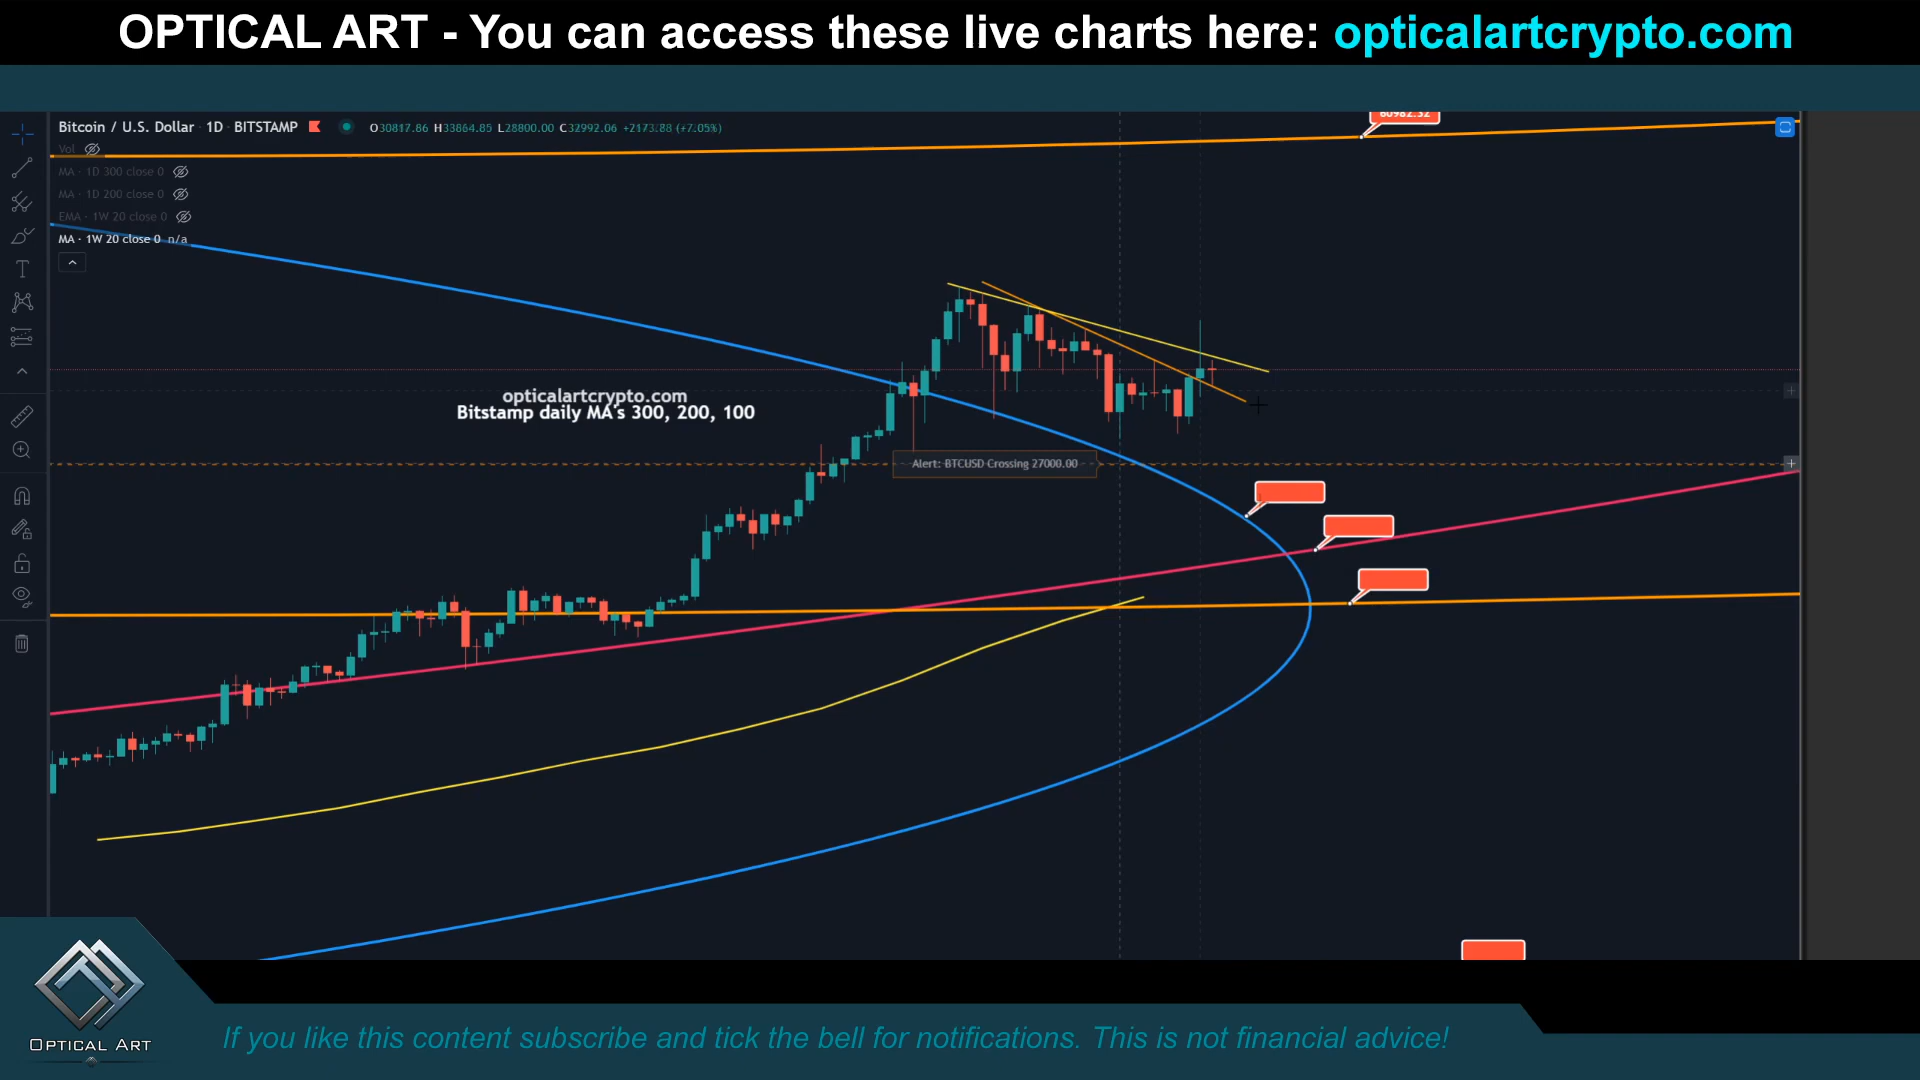 OPTICAL ART - You can access these live charts here: opticalartcrypto.com
Bitcoin / U.S. Dollar · 1D · BITSTAMP O30817.86 H33864.85 L28800.00 C32992.06 +2173.88 (+7.05%)
60982.32
Vol
MA · 1D 300 close 0
MA · 1D 200 close 0
EMA · 1W 20 close 0
MA · 1W 20 close 0 n/a
opticalartcrypto.com
Bitstamp daily MA's 300, 200, 100
Alert: BTCUSD Crossing 27000.00
OPTICAL ART
If you like this content subscribe and tick the bell for notifications. This is not financial advice!